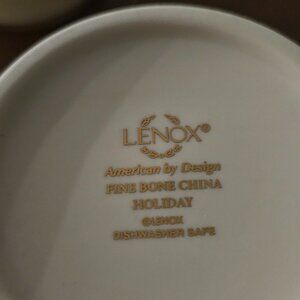 LENOX®
American by Design
FINE BONE CHINA
HOLIDAY
©LENOX
DISHWASHER SAFE